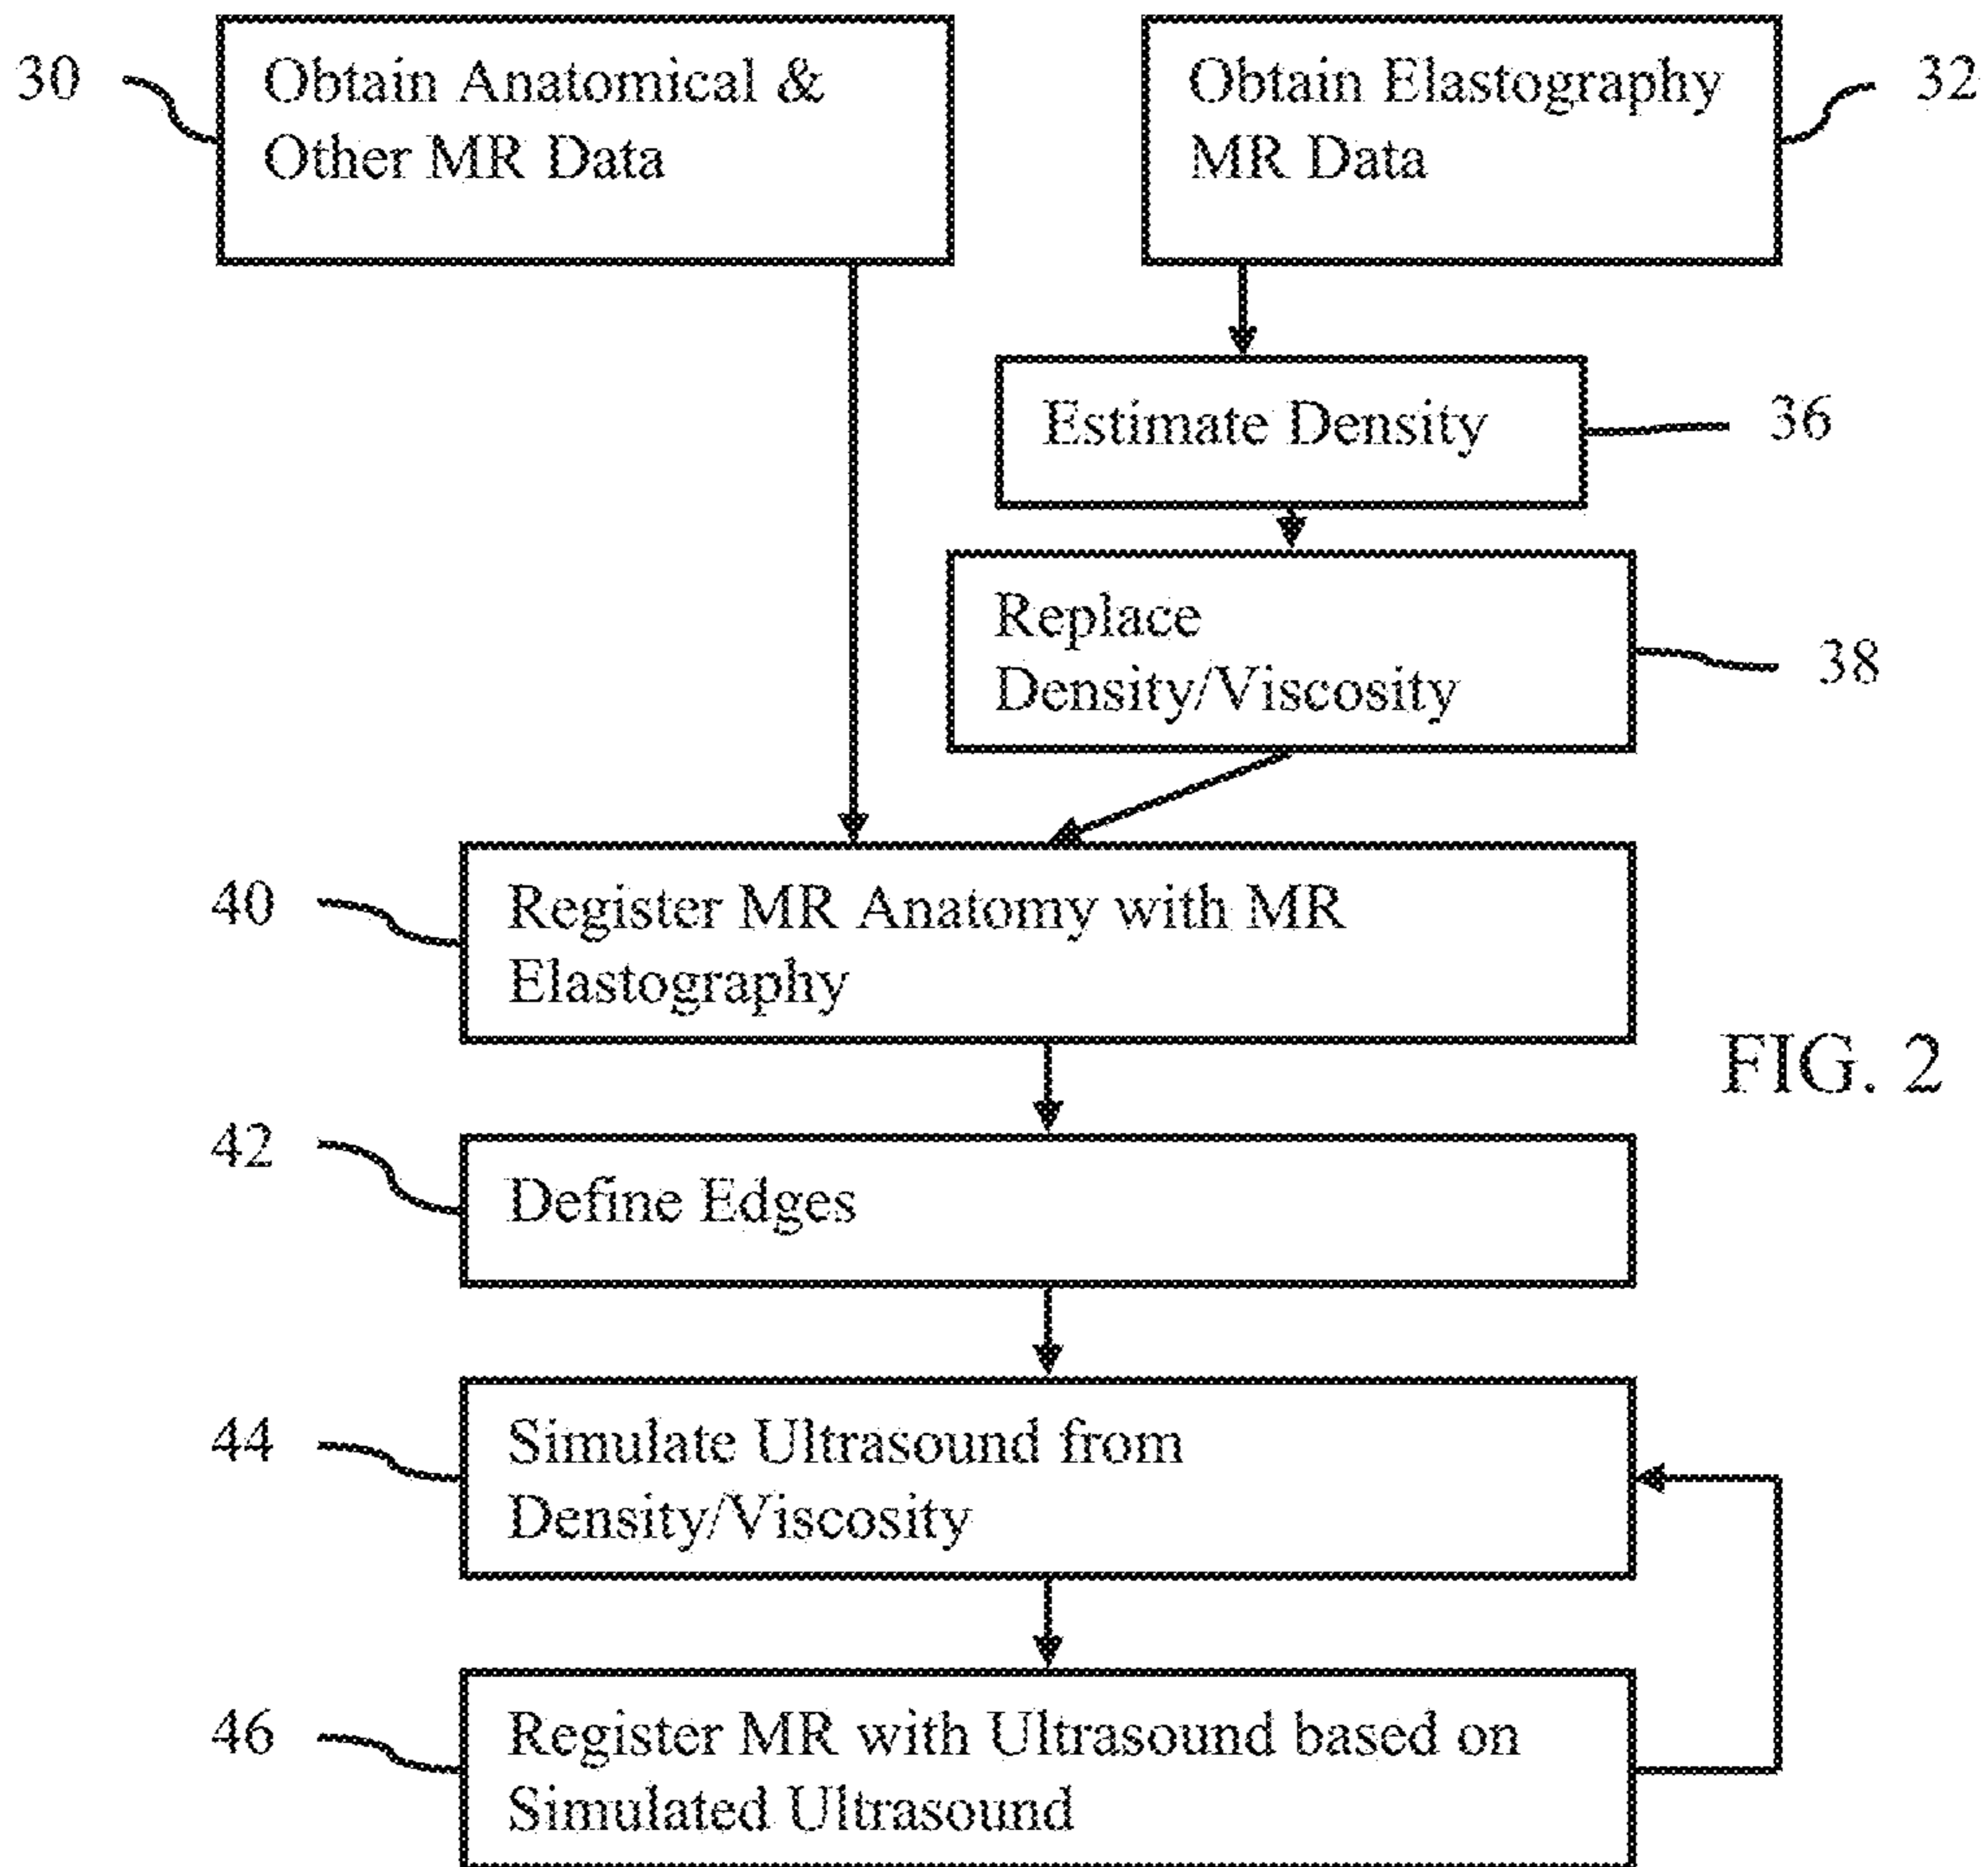 30
Obtain Anatomical &
Other MR Data
Obtain Elastography
MR Data
32
Estimate Density
36
Replace
Density/Viscosity
38
40
Register MR Anatomy with MR
Elastography
FIG. 2
42
Define Edges
44
Simulate Ultrasound from
Density/Viscosity
46
Register MR with Ultrasound based on
Simulated Ultrasound